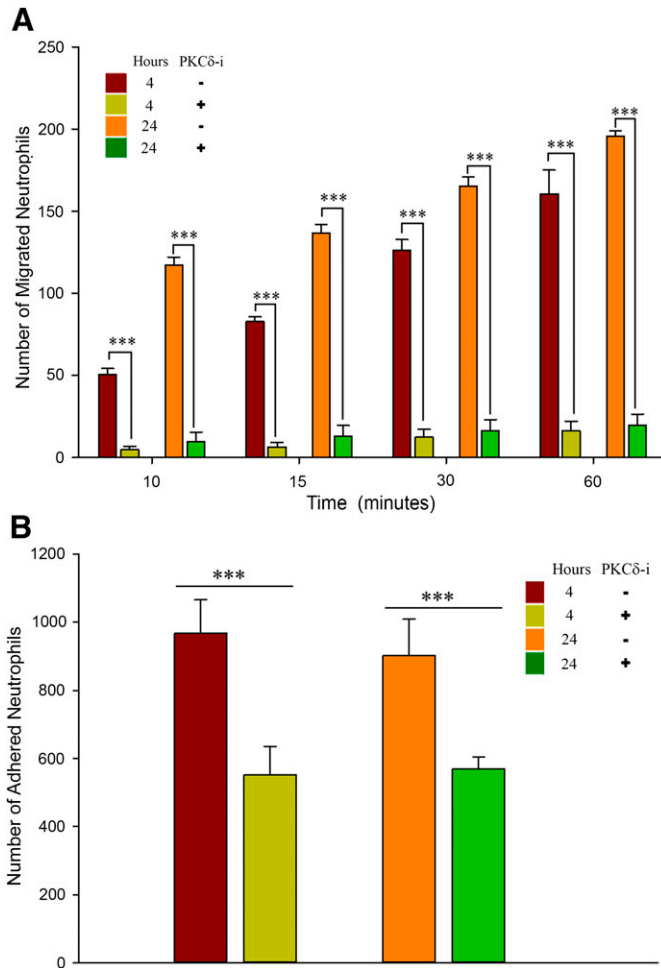 A
Number of Migrated Neutrophils
250
200
150
100
50
0
Hours PKCδ-i
4 -
4 +
24 -
24 +
*** *** *** *** *** *** *** ***
10 15 30 60
Time (minutes)
B
Number of Adhered Neutrophils
1200
1000
800
600
400
200
0
*** ***
Hours PKCδ-i
4 -
4 +
24 -
24 +